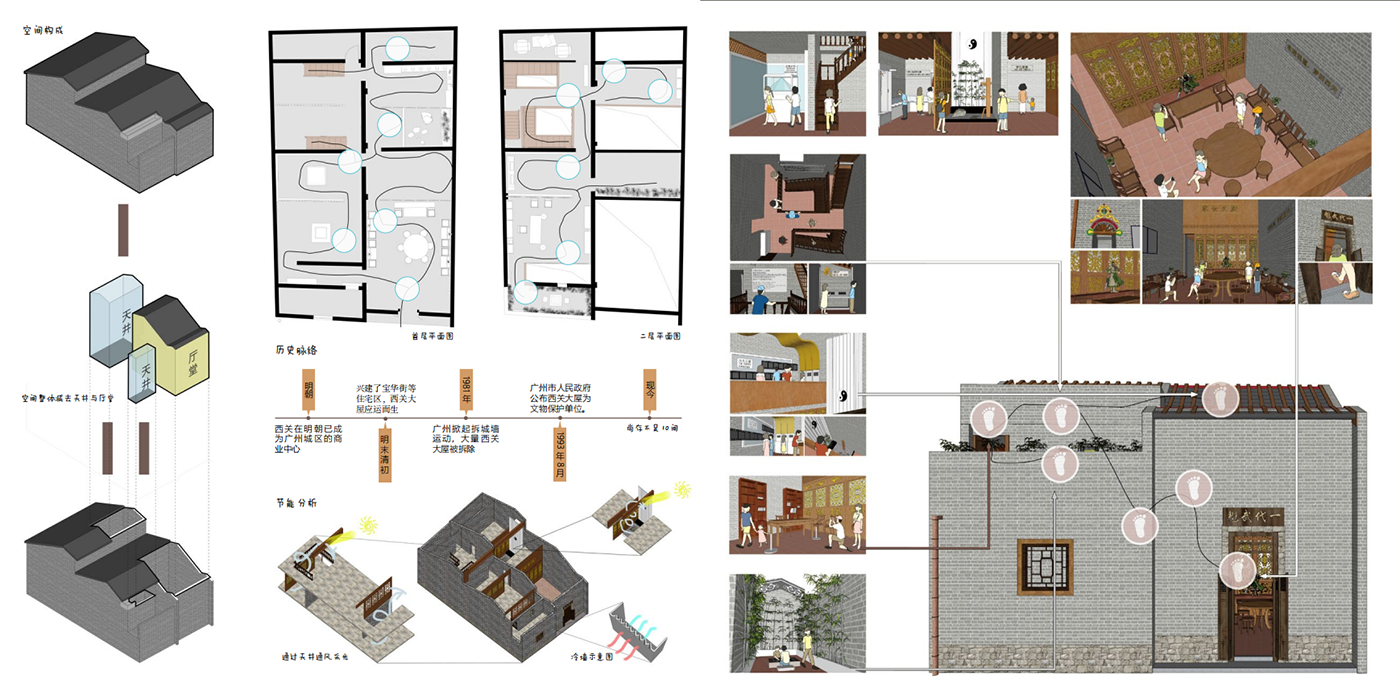 空间构成
天井
天井
厅堂
空间整体减去天井与厅堂
首层平面图
二层平面图
历史脉络
明朝
西关在明朝已成
为广州城区的商
业中心
兴建了宝华街等
住宅区，西关大
屋应运而生
明末清初
1981年
广州掀起拆城墙
运动，大量西关
大屋被拆除
广州市人民政府
公布西关大屋为
文物保护单位。
1993年8月
现今
尚存不足10间
节能分析
通过天井通风采光
冷墙示意图
一代武彰